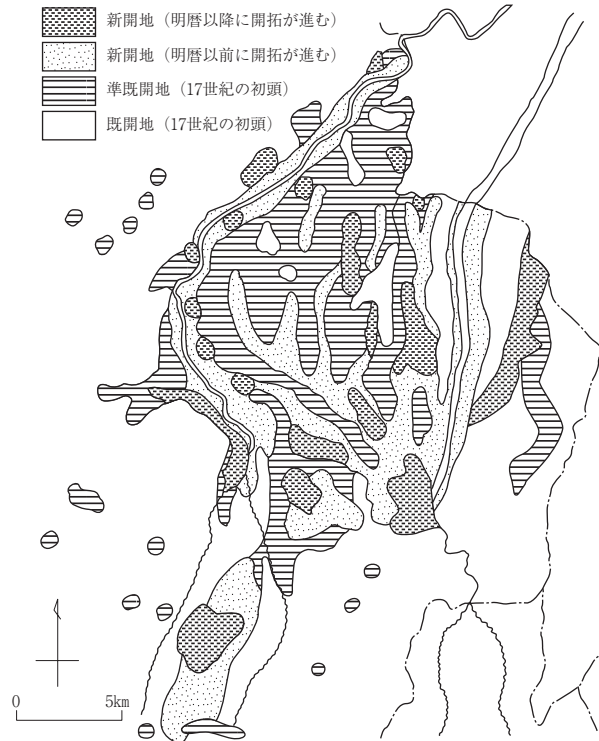 新開地（明暦以降に開拓が進む）
新開地（明暦以前に開拓が進む）
準既開地（17世紀の初頭）
既開地（17世紀の初頭）
0 5km